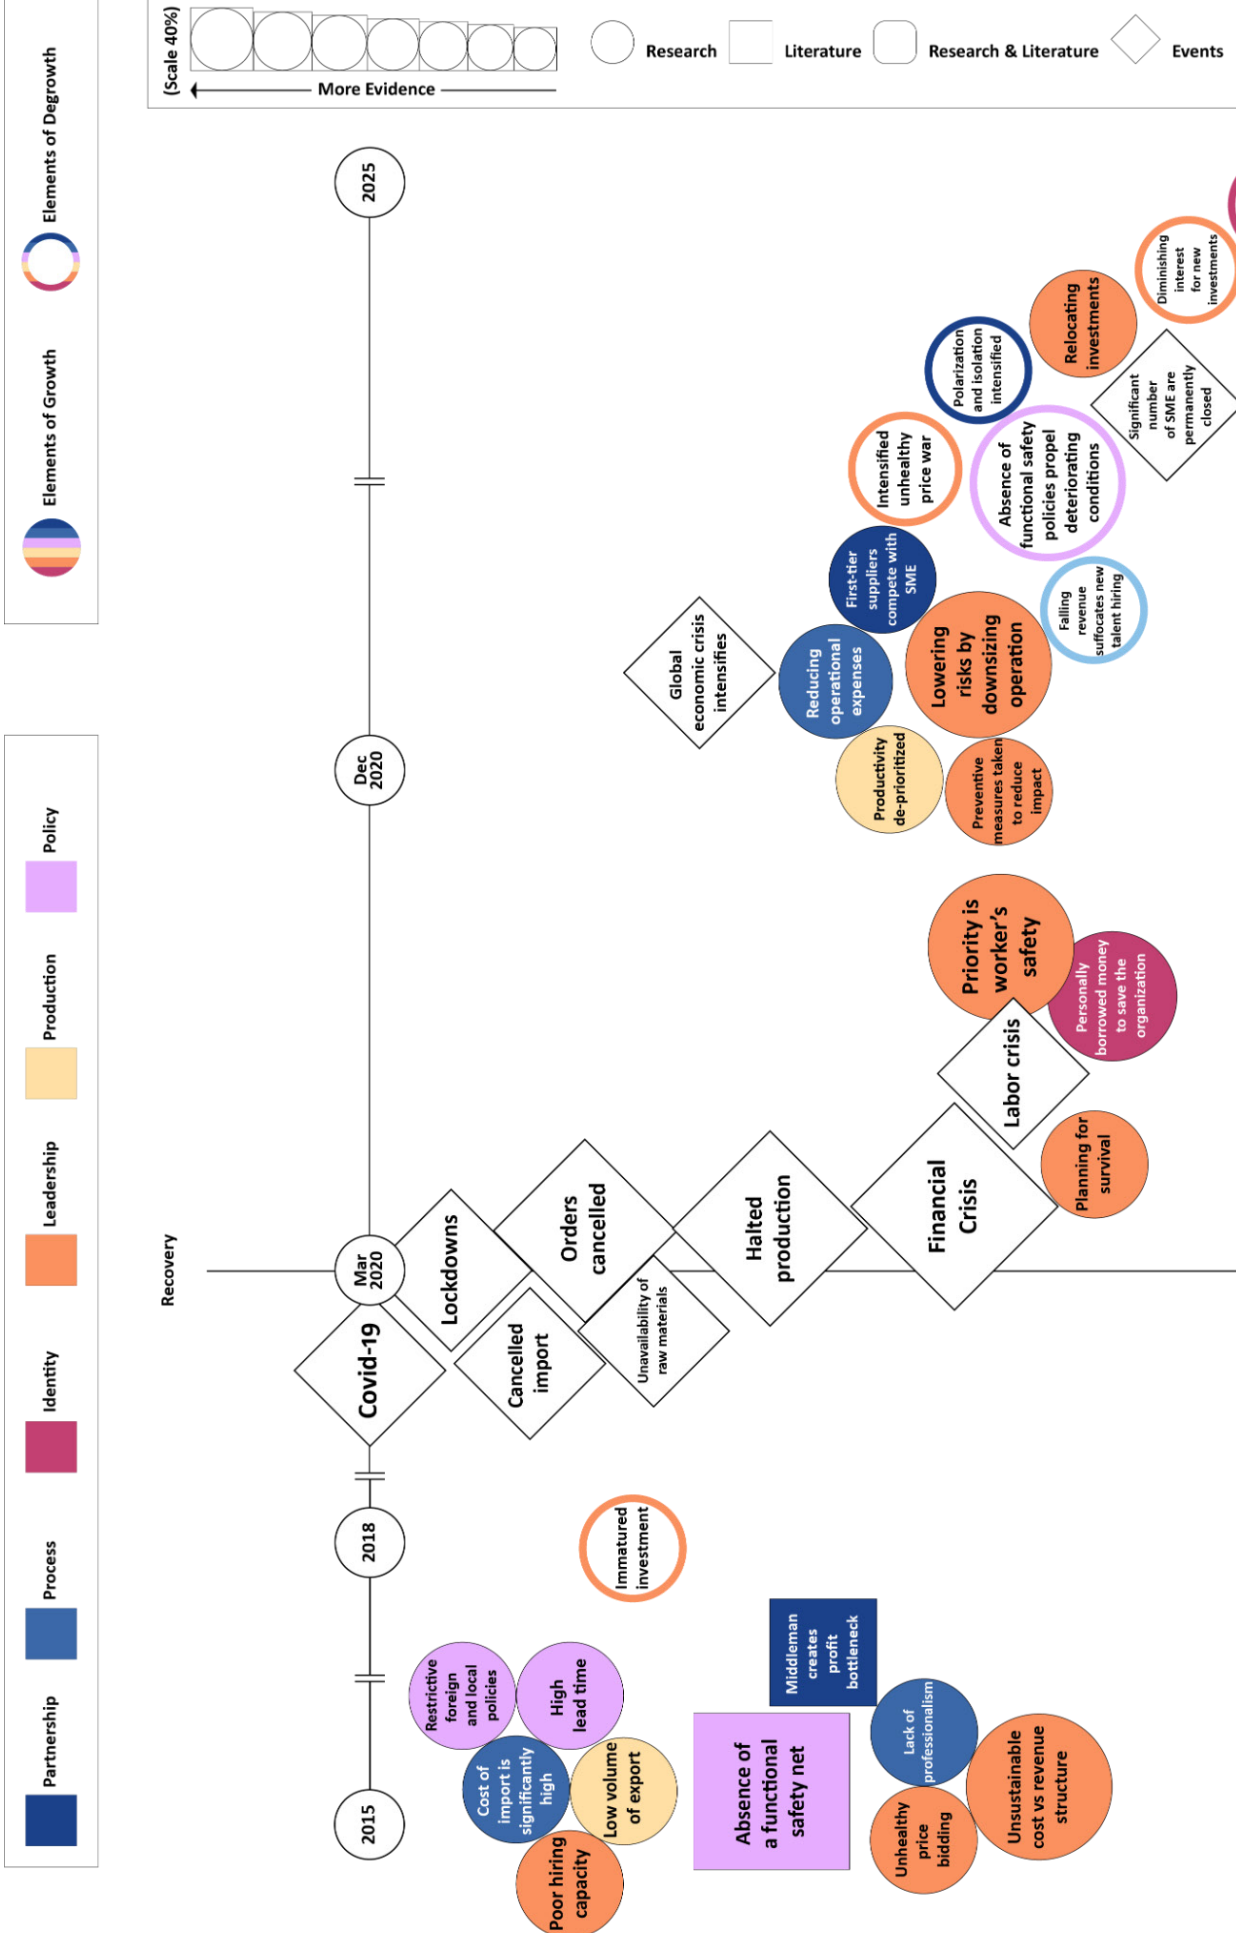 Partnership
Process
Identity
Leadership
Production
Policy
Elements of Growth
Elements of Degrowth
(Scale 40%)
More Evidence
Research
Literature
Research & Literature
Events
Recovery
2015
2018
Mar
2020
Dec
2020
2025
Covid-19
Lockdowns
Cancelled
import
Orders
cancelled
Unavailability of
raw materials
Halted
production
Financial
Crisis
Labor crisis
Planning for
survival
Priority is
worker's
safety
Personally
borrowed money
to save the
organization
Restrictive
foreign
and local
policies
High
lead time
Cost of
import is
significantly
high
Low volume
of export
Poor hiring
capacity
Immatured
investment
Absence of
a functional
safety net
Middleman
creates
profit
bottleneck
Lack of
professionalism
Unhealthy
price
bidding
Unsustainable
cost vs revenue
structure
Global
economic crisis
intensifies
Reducing
operational
expenses
Productivity
de-prioritized
First-tier
suppliers
compete with
SME
Lowering
risks by
downsizing
operation
Preventive
measures taken
to reduce
impact
Intensified
unhealthy
price war
Polarization
and isolation
intensified
Absence of
functional safety
policies propel
deteriorating
conditions
Falling
revenue
suffocates new
talent hiring
Relocating
investments
Significant
number
of SME are
permanently
closed
Diminishing
interest
for new
investments